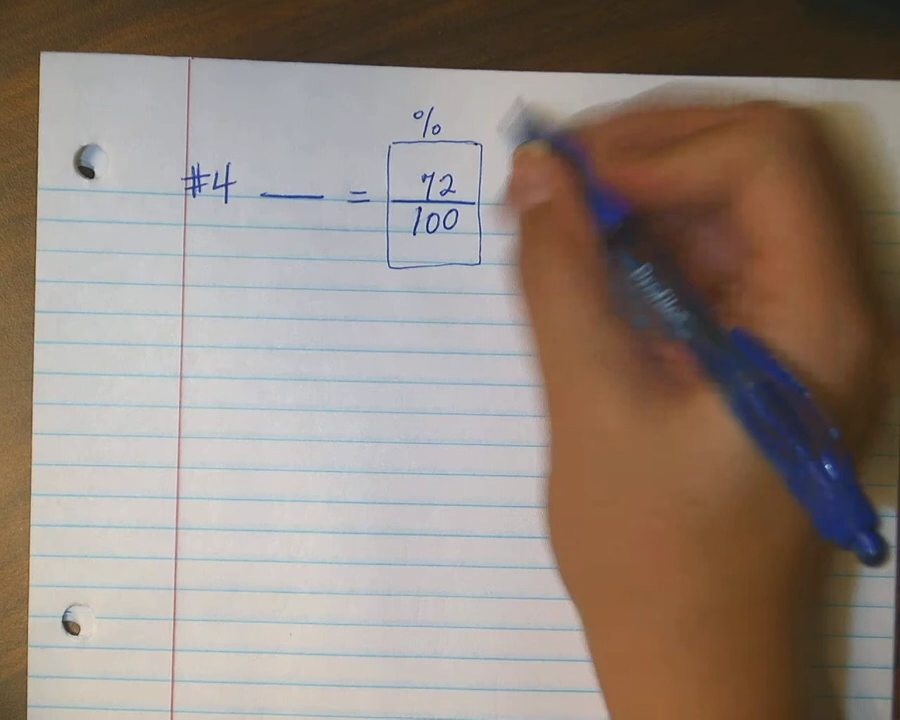 %
#4 ___ = 72
100